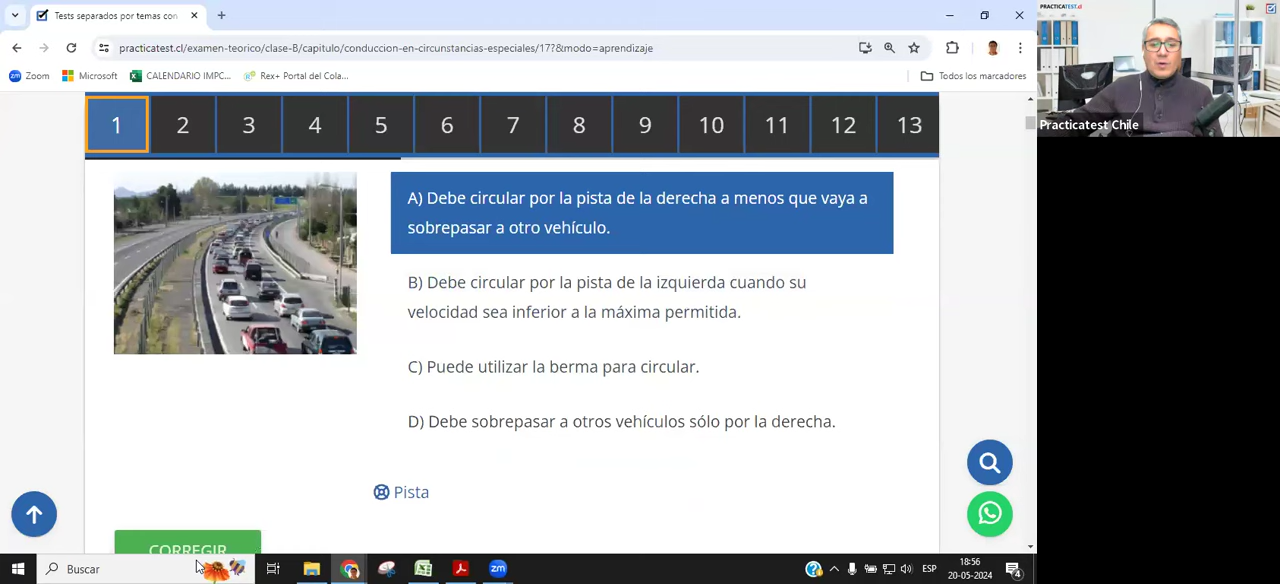 Tests separados por temas con
practicatest.cl/examen-teorico/clase-B/capitulo/conduccion-en-circunstancias-especiales/17?&modo=aprendizaje
Zoom
Microsoft
CALENDARIO IMPC...
Rex+ Portal del Cola...
Todos los marcadores
PRACTICATEST.cl
Practicatest Chile
1 2 3 4 5 6 7 8 9 10 11 12 13
A) Debe circular por la pista de la derecha a menos que vaya a
sobrepasar a otro vehículo.
B) Debe circular por la pista de la izquierda cuando su
velocidad sea inferior a la máxima permitida.
C) Puede utilizar la berma para circular.
D) Debe sobrepasar a otros vehículos sólo por la derecha.
Pista
CORREGIR
Buscar
zm
ESP
18:56
20-05-2024
4